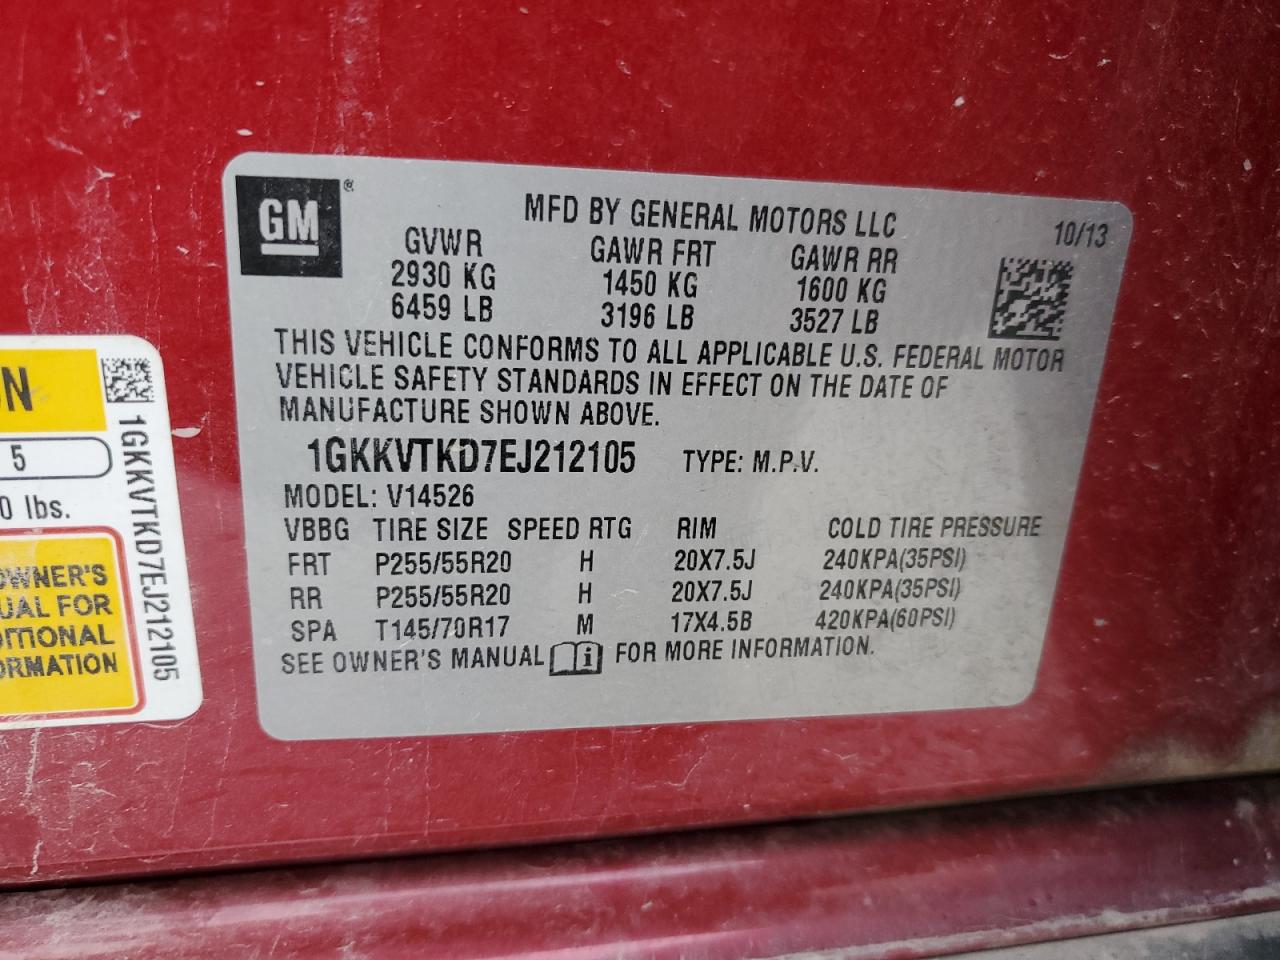 GM ®
MFD BY GENERAL MOTORS LLC
10/13
GVWR GAWR FRT GAWR RR
2930 KG 1450 KG 1600 KG
6459 LB 3196 LB 3527 LB
THIS VEHICLE CONFORMS TO ALL APPLICABLE U.S. FEDERAL MOTOR
VEHICLE SAFETY STANDARDS IN EFFECT ON THE DATE OF
MANUFACTURE SHOWN ABOVE.
1GKKVTKD7EJ212105 TYPE: M.P.V.
MODEL: V14526
VBBG TIRE SIZE SPEED RTG RIM COLD TIRE PRESSURE
FRT P255/55R20 H 20X7.5J 240KPA(35PSI)
RR P255/55R20 H 20X7.5J 240KPA(35PSI)
SPA T145/70R17 M 17X4.5B 420KPA(60PSI)
SEE OWNER'S MANUAL i FOR MORE INFORMATION.
5
lbs.
OWNER'S
FOR
1GKKVTKD7EJ212105